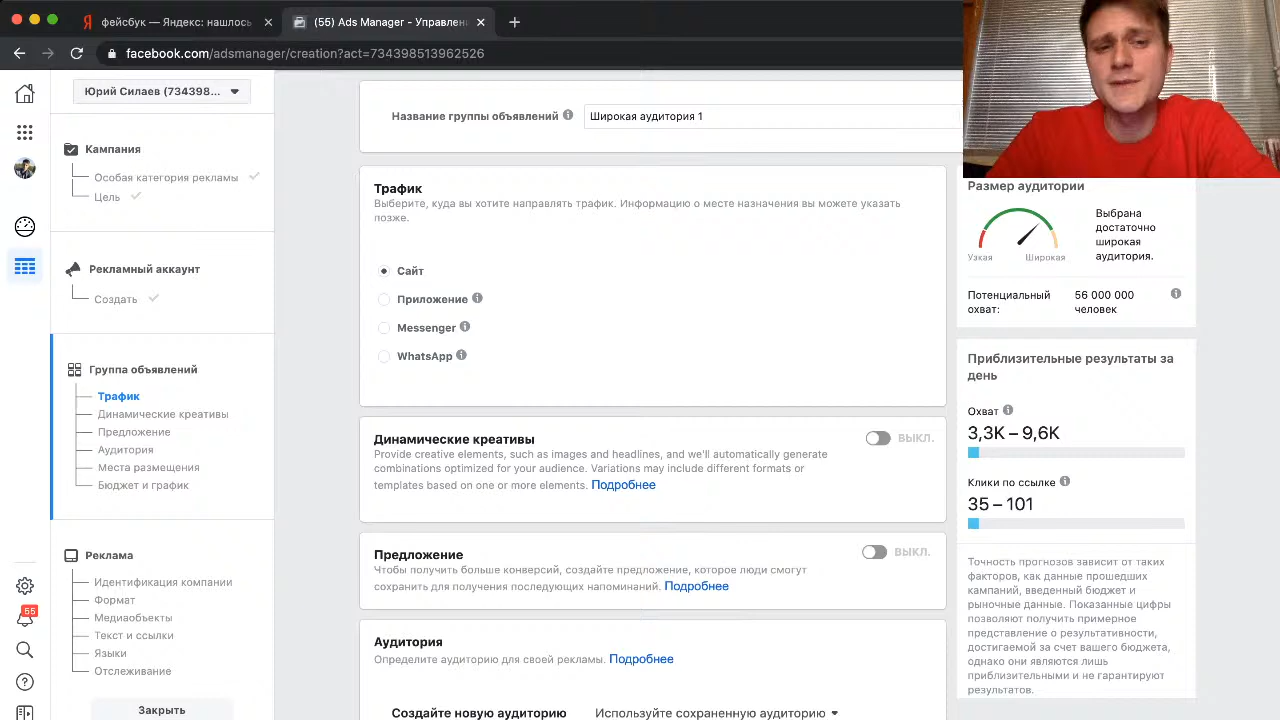 фейсбук — Яндекс: нашлось
(55) Ads Manager - Управлен
facebook.com/adsmanager/creation?act=734398513962526
Юрий Силаев (734398...
Кампания
Особая категория рекламы
Цель
Рекламный аккаунт
Создать
Группа объявлений
Трафик
Динамические креативы
Предложение
Аудитория
Места размещения
Бюджет и график
Реклама
Идентификация компании
Формат
Медиаобъекты
Текст и ссылки
Языки
Отслеживание
Закрыть
55
Название группы объявлений
Широкая аудитория 1
Трафик
Выберите, куда вы хотите направлять трафик. Информацию о месте назначения вы можете указать
позже.
Сайт
Приложение
Messenger
WhatsApp
Динамические креативы
ВЫКЛ.
Provide creative elements, such as images and headlines, and we'll automatically generate
combinations optimized for your audience. Variations may include different formats or
templates based on one or more elements. Подробнее
Предложение
ВЫКЛ.
Чтобы получить больше конверсий, создайте предложение, которое люди смогут
сохранить для получения последующих напоминаний. Подробнее
Аудитория
Определите аудиторию для своей рекламы. Подробнее
Создайте новую аудиторию
Используйте сохраненную аудиторию
Размер аудитории
Узкая
Широкая
Выбрана
достаточно
широкая
аудитория.
Потенциальный
охват:
56 000 000
человек
Приблизительные результаты за
день
Охват
3,3K – 9,6K
Клики по ссылке
35 – 101
Точность прогнозов зависит от таких
факторов, как данные прошедших
кампаний, введенный бюджет и
рыночные данные. Показанные цифры
позволяют получить примерное
представление о результативности,
достигаемой за счет вашего бюджета,
однако они являются лишь
приблизительными и не гарантируют
результатов.